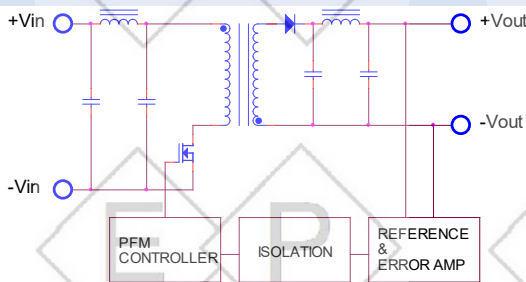 +Vin
+Vout
-Vout
-Vin
PFM
CONTROLLER
ISOLATION
REFERENCE
&
ERROR AMP
E P